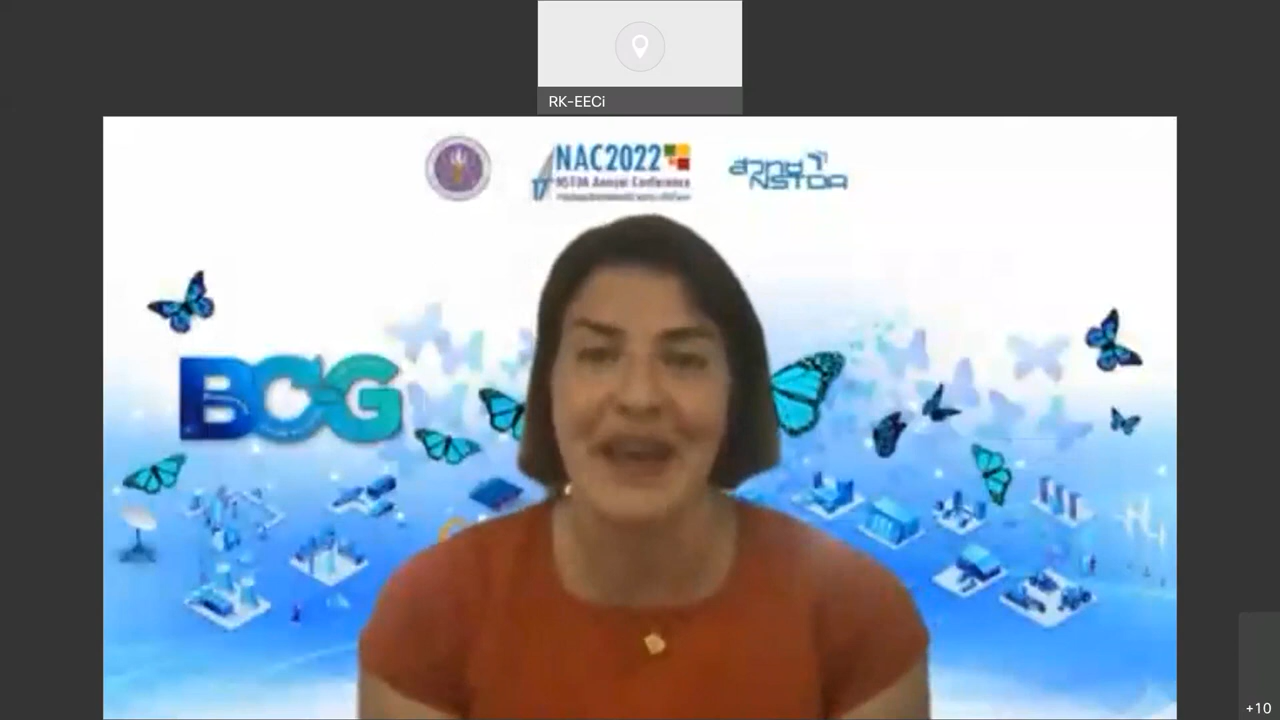 RK-EECi
NAC2022
NSTDA Annual Conference
สวทช
NSTDA
BCG
+10